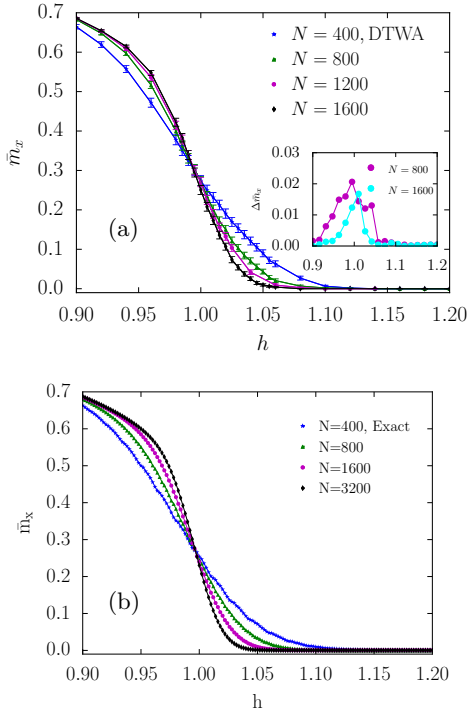 0.7
0.6
0.5
0.4
0.3
0.2
0.1
0.0
m̄ₓ
N = 400, DTWA
N = 800
N = 1200
N = 1600
(a)
0.03
0.02
0.01
0.00
Δm̄ₓ
N = 800
N = 1600
0.9 1.0 1.1 1.2
0.90 0.95 1.00 1.05 1.10 1.15 1.20
h
0.7
0.6
0.5
0.4
0.3
0.2
0.1
0.0
m̄ₓ
N=400, Exact
N=800
N=1600
N=3200
(b)
0.90 0.95 1.00 1.05 1.10 1.15 1.20
h